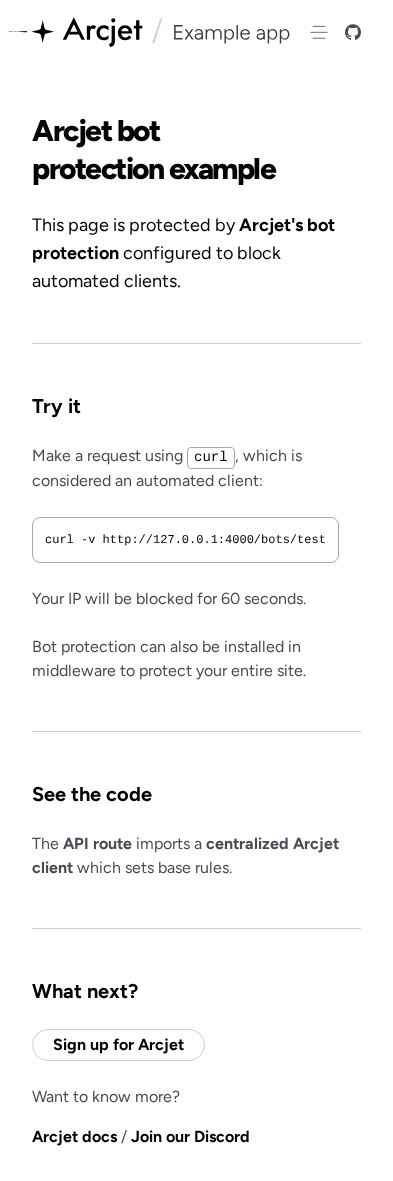 Arcjet / Example app
Arcjet bot
protection example
This page is protected by Arcjet's bot
protection configured to block
automated clients.
Try it
Make a request using curl, which is
considered an automated client:
curl -v http://127.0.0.1:4000/bots/test
Your IP will be blocked for 60 seconds.
Bot protection can also be installed in
middleware to protect your entire site.
See the code
The API route imports a centralized Arcjet
client which sets base rules.
What next?
Sign up for Arcjet
Want to know more?
Arcjet docs / Join our Discord